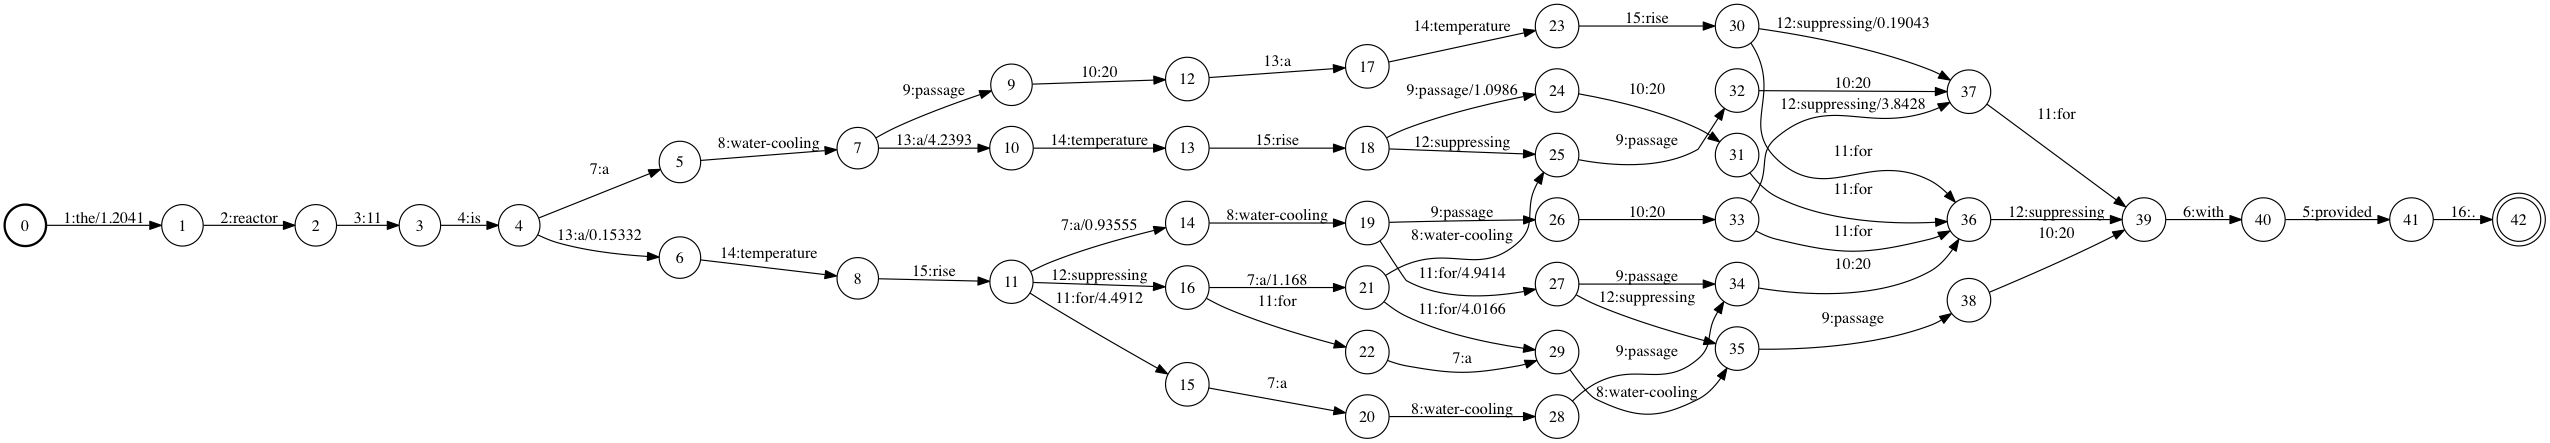 0 1:the/1.2041 1 2:reactor 2 3:11 3 4:is 4
7:a 5 8:water-cooling 7
13:a/0.15332 6 14:temperature 8 15:rise 11
9:passage 9 10:20 12 13:a 17 14:temperature 23 15:rise 30 12:suppressing/0.19043
13:a/4.2393 10 14:temperature 13 15:rise 18
9:passage/1.0986 24 10:20 31 11:for
12:suppressing 25 9:passage 32 10:20 37 11:for
7:a/0.93555 14 8:water-cooling 19 9:passage 26 10:20 33 12:suppressing/3.8428
11:for
11:for
12:suppressing 16 7:a/1.168 21 8:water-cooling
11:for/4.9414 27 9:passage 34 10:20 36 12:suppressing 39 6:with 40 5:provided 41 16:. 42
12:suppressing
11:for 22 7:a 29 8:water-cooling 35 9:passage 38 10:20
11:for/4.0166
11:for/4.4912 15 7:a 20 8:water-cooling 28 9:passage